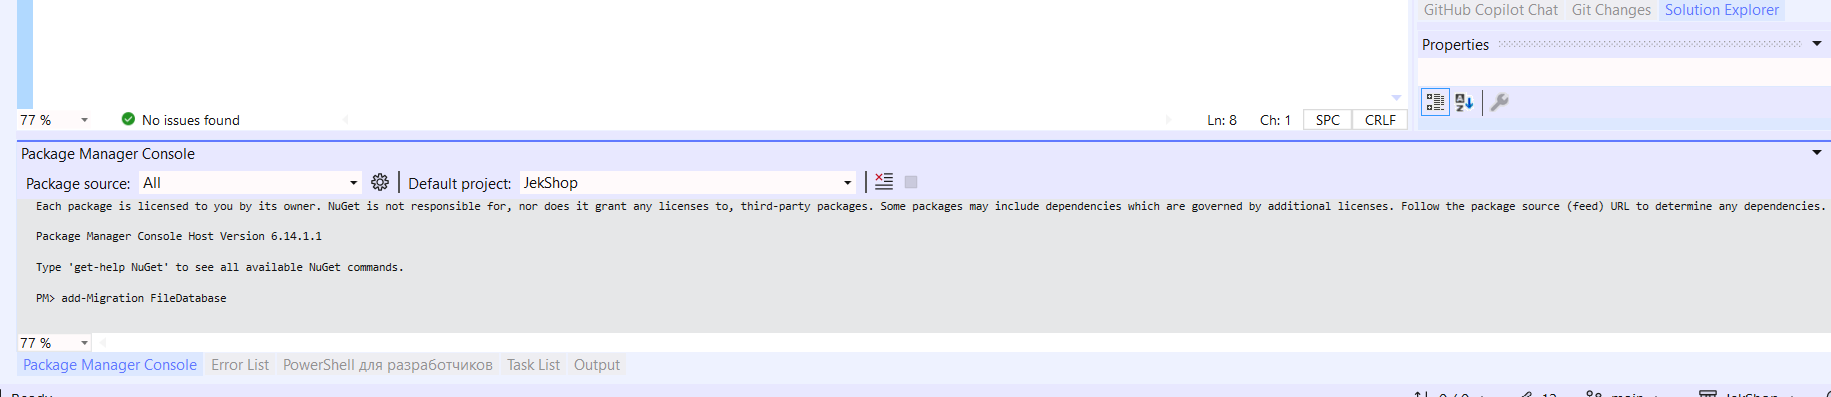 GitHub Copilot Chat Git Changes Solution Explorer
Properties
77 % No issues found Ln: 8 Ch: 1 SPC CRLF
Package Manager Console
Package source: All Default project: JekShop
Each package is licensed to you by its owner. NuGet is not responsible for, nor does it grant any licenses to, third-party packages. Some packages may include dependencies which are governed by additional licenses. Follow the package source (feed) URL to determine any dependencies.
Package Manager Console Host Version 6.14.1.1
Type 'get-help NuGet' to see all available NuGet commands.
PM> add-Migration FileDatabase
77 %
Package Manager Console Error List PowerShell для разработчиков Task List Output